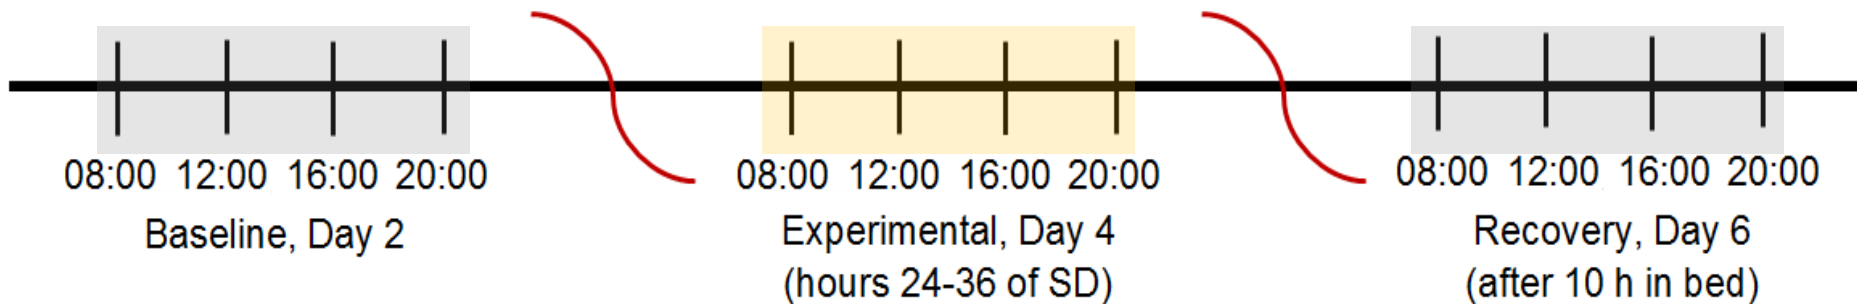 08:00 12:00 16:00 20:00
Baseline, Day 2
08:00 12:00 16:00 20:00
Experimental, Day 4
(hours 24-36 of SD)
08:00 12:00 16:00 20:00
Recovery, Day 6
(after 10 h in bed)